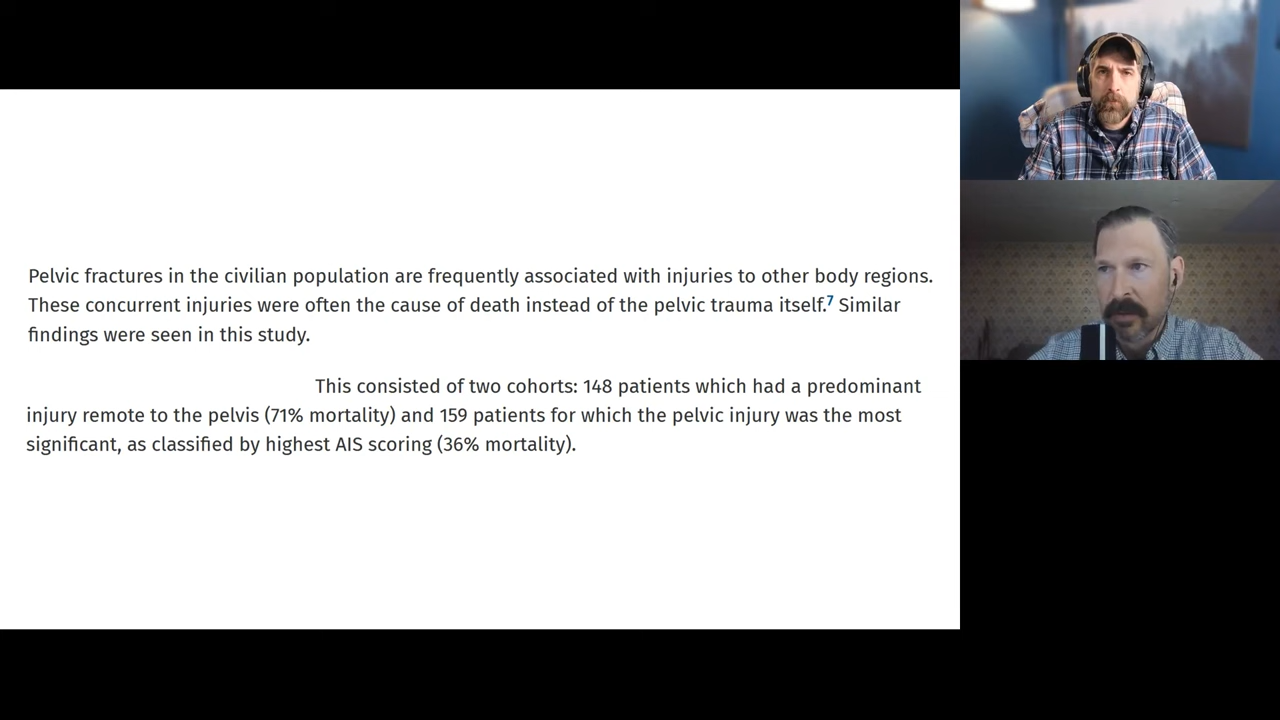 Pelvic fractures in the civilian population are frequently associated with injuries to other body regions.
These concurrent injuries were often the cause of death instead of the pelvic trauma itself.7 Similar
findings were seen in this study.
This consisted of two cohorts: 148 patients which had a predominant
injury remote to the pelvis (71% mortality) and 159 patients for which the pelvic injury was the most
significant, as classified by highest AIS scoring (36% mortality).